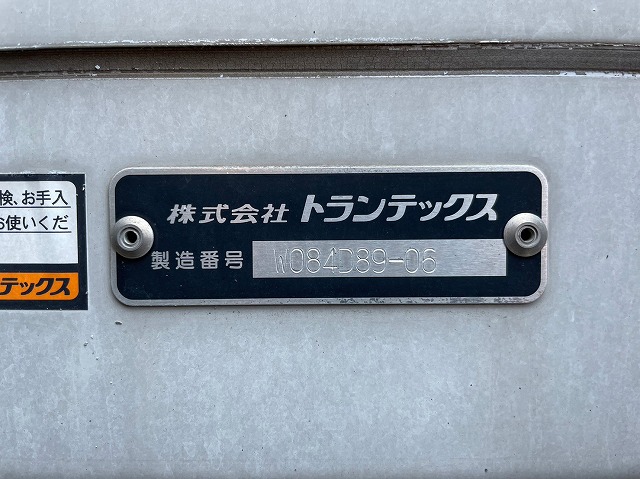 検、お手入
お使いくだ
テックス
株式会社 トランテックス
製造番号 W084D89-06